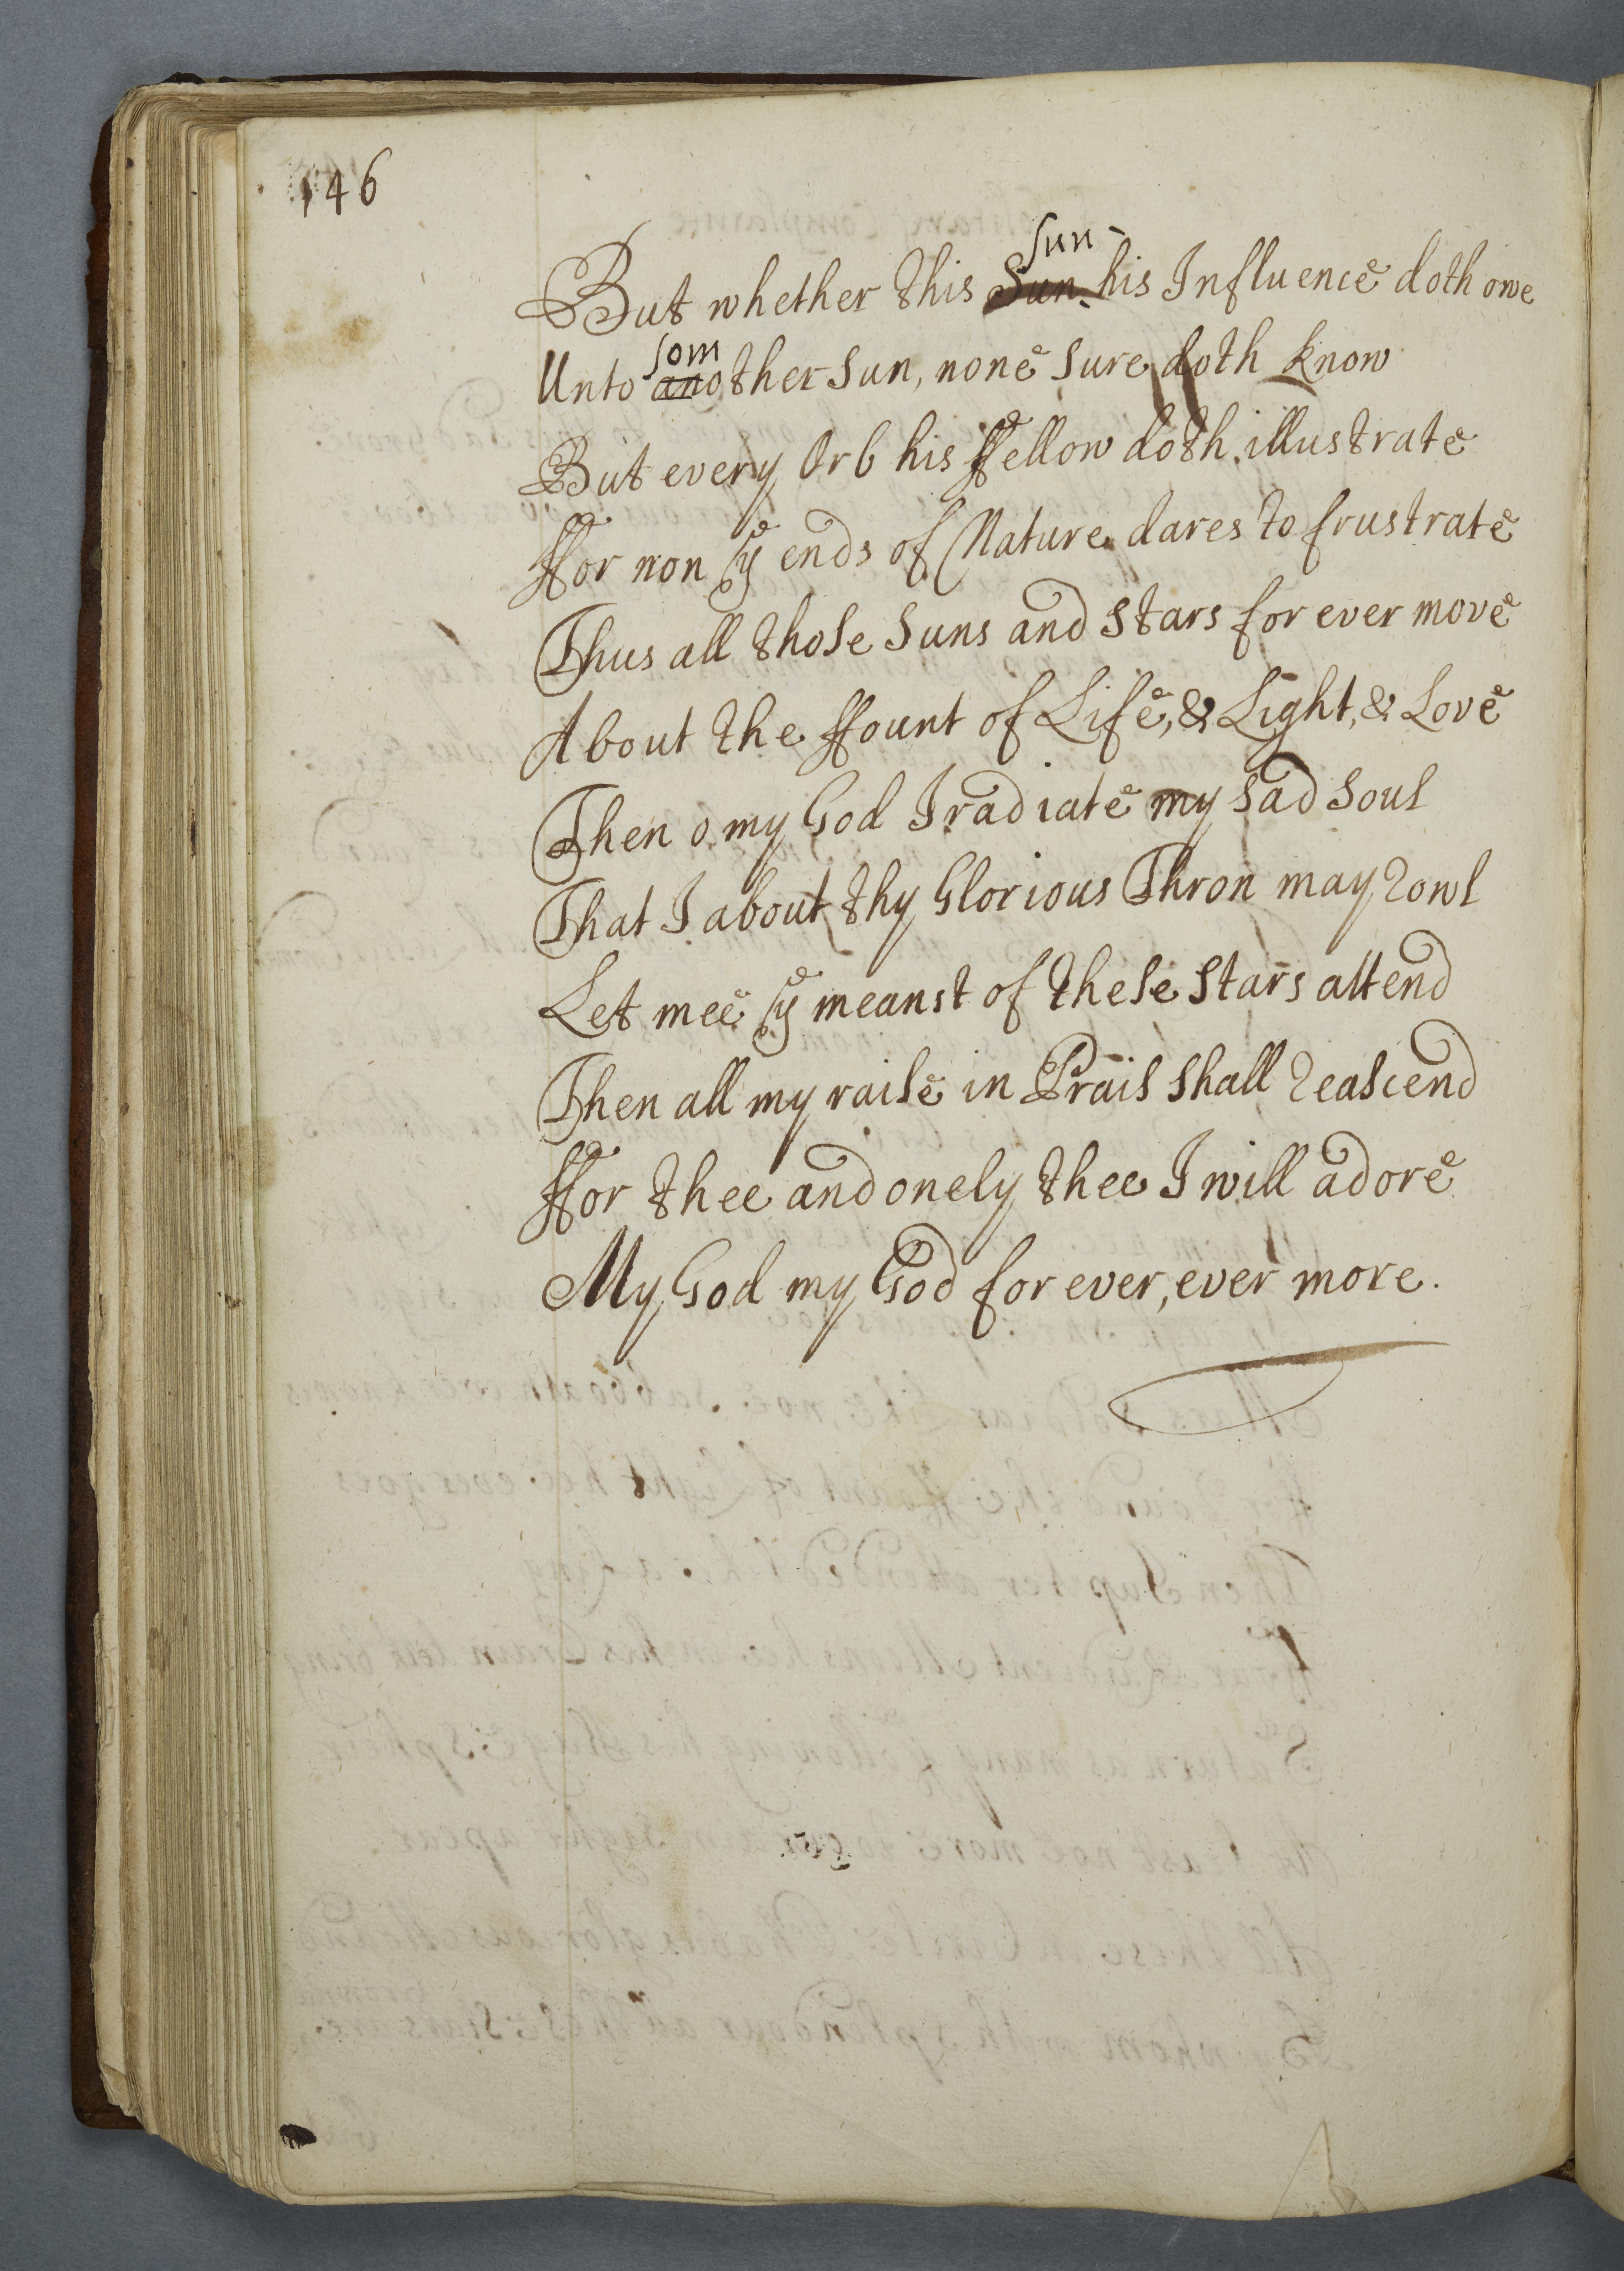 146
But whether this Sun his Influence doth owe
Unto som other Sun, none sure doth know
But every Orb his ffellow doth illustrate
ffor non yͤ ends of Nature dares to frustrate
Thus all those Suns and Stars for ever move
About the ffount of Life, & Light, & Love
Then o my God Iradiate my sad soul
That I about thy Glorious Thron may rowl
Let mee yͤ meanst of these Stars attend
Then all my raise in Prais shall reascend
ffor thee and onely thee I will adore
My God my God for ever, ever more.